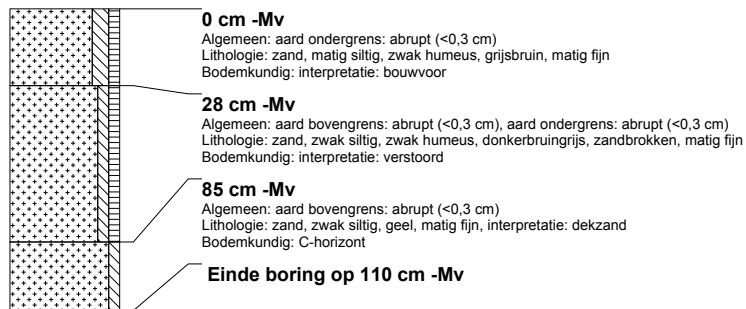 0 cm -Mv
Algemeen: aard ondergrens: abrupt (<0,3 cm)
Lithologie: zand, matig siltig, zwak humeus, grijsbruin, matig fijn
Bodemkundig: interpretatie: bouwvoor
28 cm -Mv
Algemeen: aard bovengrens: abrupt (<0,3 cm), aard ondergrens: abrupt (<0,3 cm)
Lithologie: zand, zwak siltig, zwak humeus, donkerbruingrijs, zandbrokken, matig fijn
Bodemkundig: interpretatie: verstoord
85 cm -Mv
Algemeen: aard bovengrens: abrupt (<0,3 cm)
Lithologie: zand, zwak siltig, geel, matig fijn, interpretatie: dekzand
Bodemkundig: C-horizont
Einde boring op 110 cm -Mv